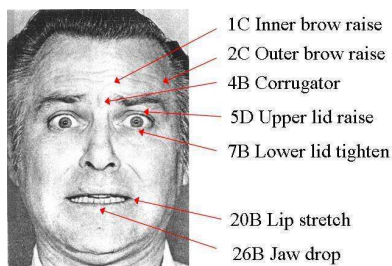 1C Inner brow raise
2C Outer brow raise
4B Corrugator
5D Upper lid raise
7B Lower lid tighten
20B Lip stretch
26B Jaw drop